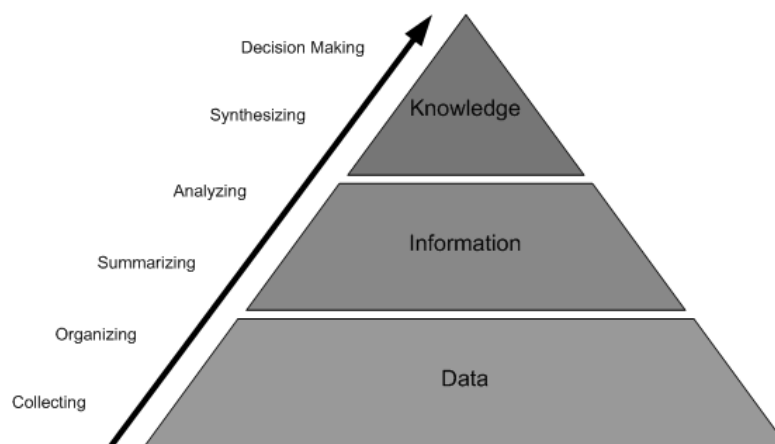 Decision Making
Synthesizing
Knowledge
Analyzing
Summarizing
Information
Organizing
Data
Collecting